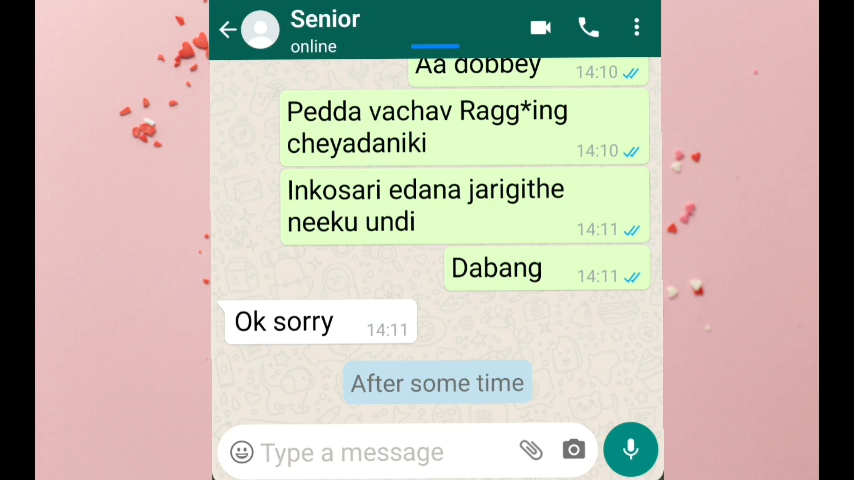 Senior
online
Aa dobbey
14:10
Pedda vachav Ragg*ing
cheyadaniki
14:10
Inkosari edana jarigithe
neeku undi
14:11
Dabang
14:11
Ok sorry
14:11
After some time
Type a message